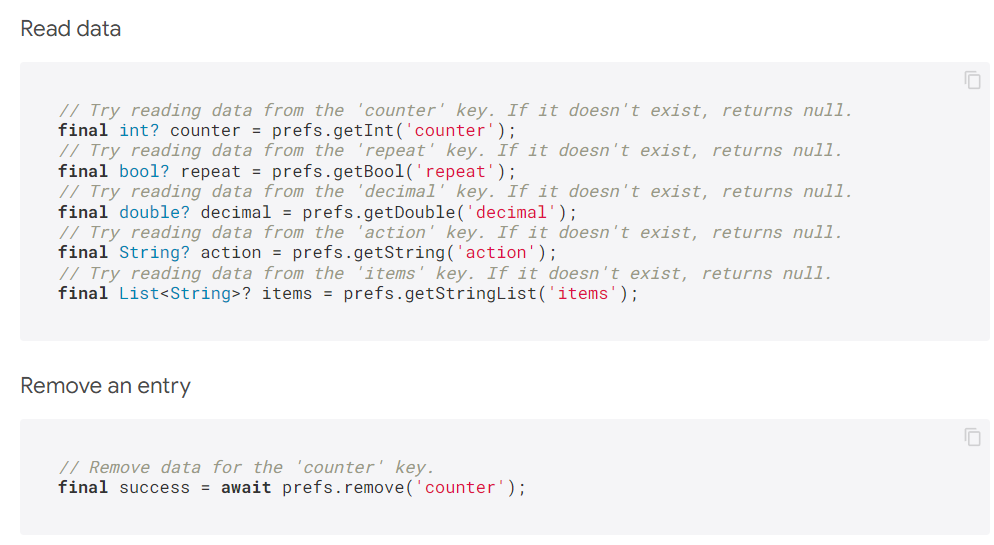 Read data
// Try reading data from the 'counter' key. If it doesn't exist, returns null.
final int? counter = prefs.getInt('counter');
// Try reading data from the 'repeat' key. If it doesn't exist, returns null.
final bool? repeat = prefs.getBool('repeat');
// Try reading data from the 'decimal' key. If it doesn't exist, returns null.
final double? decimal = prefs.getDouble('decimal');
// Try reading data from the 'action' key. If it doesn't exist, returns null.
final String? action = prefs.getString('action');
// Try reading data from the 'items' key. If it doesn't exist, returns null.
final List<String>? items = prefs.getStringList('items');
Remove an entry
// Remove data for the 'counter' key.
final success = await prefs.remove('counter');